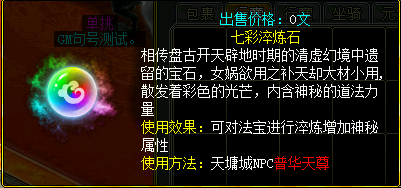 包裹
坐骑
出售价格：0文
单挑
七彩淬炼石
GM句号测试。
相传盘古开天辟地时期的清虚幻境中遗
留的宝石，女娲欲用之补天却大材小用，
散发着彩色的光芒，内含神秘的道法力
量
使用效果：可对法宝进行淬炼增加神秘
属性
使用方法：天墉城NPC普华天尊